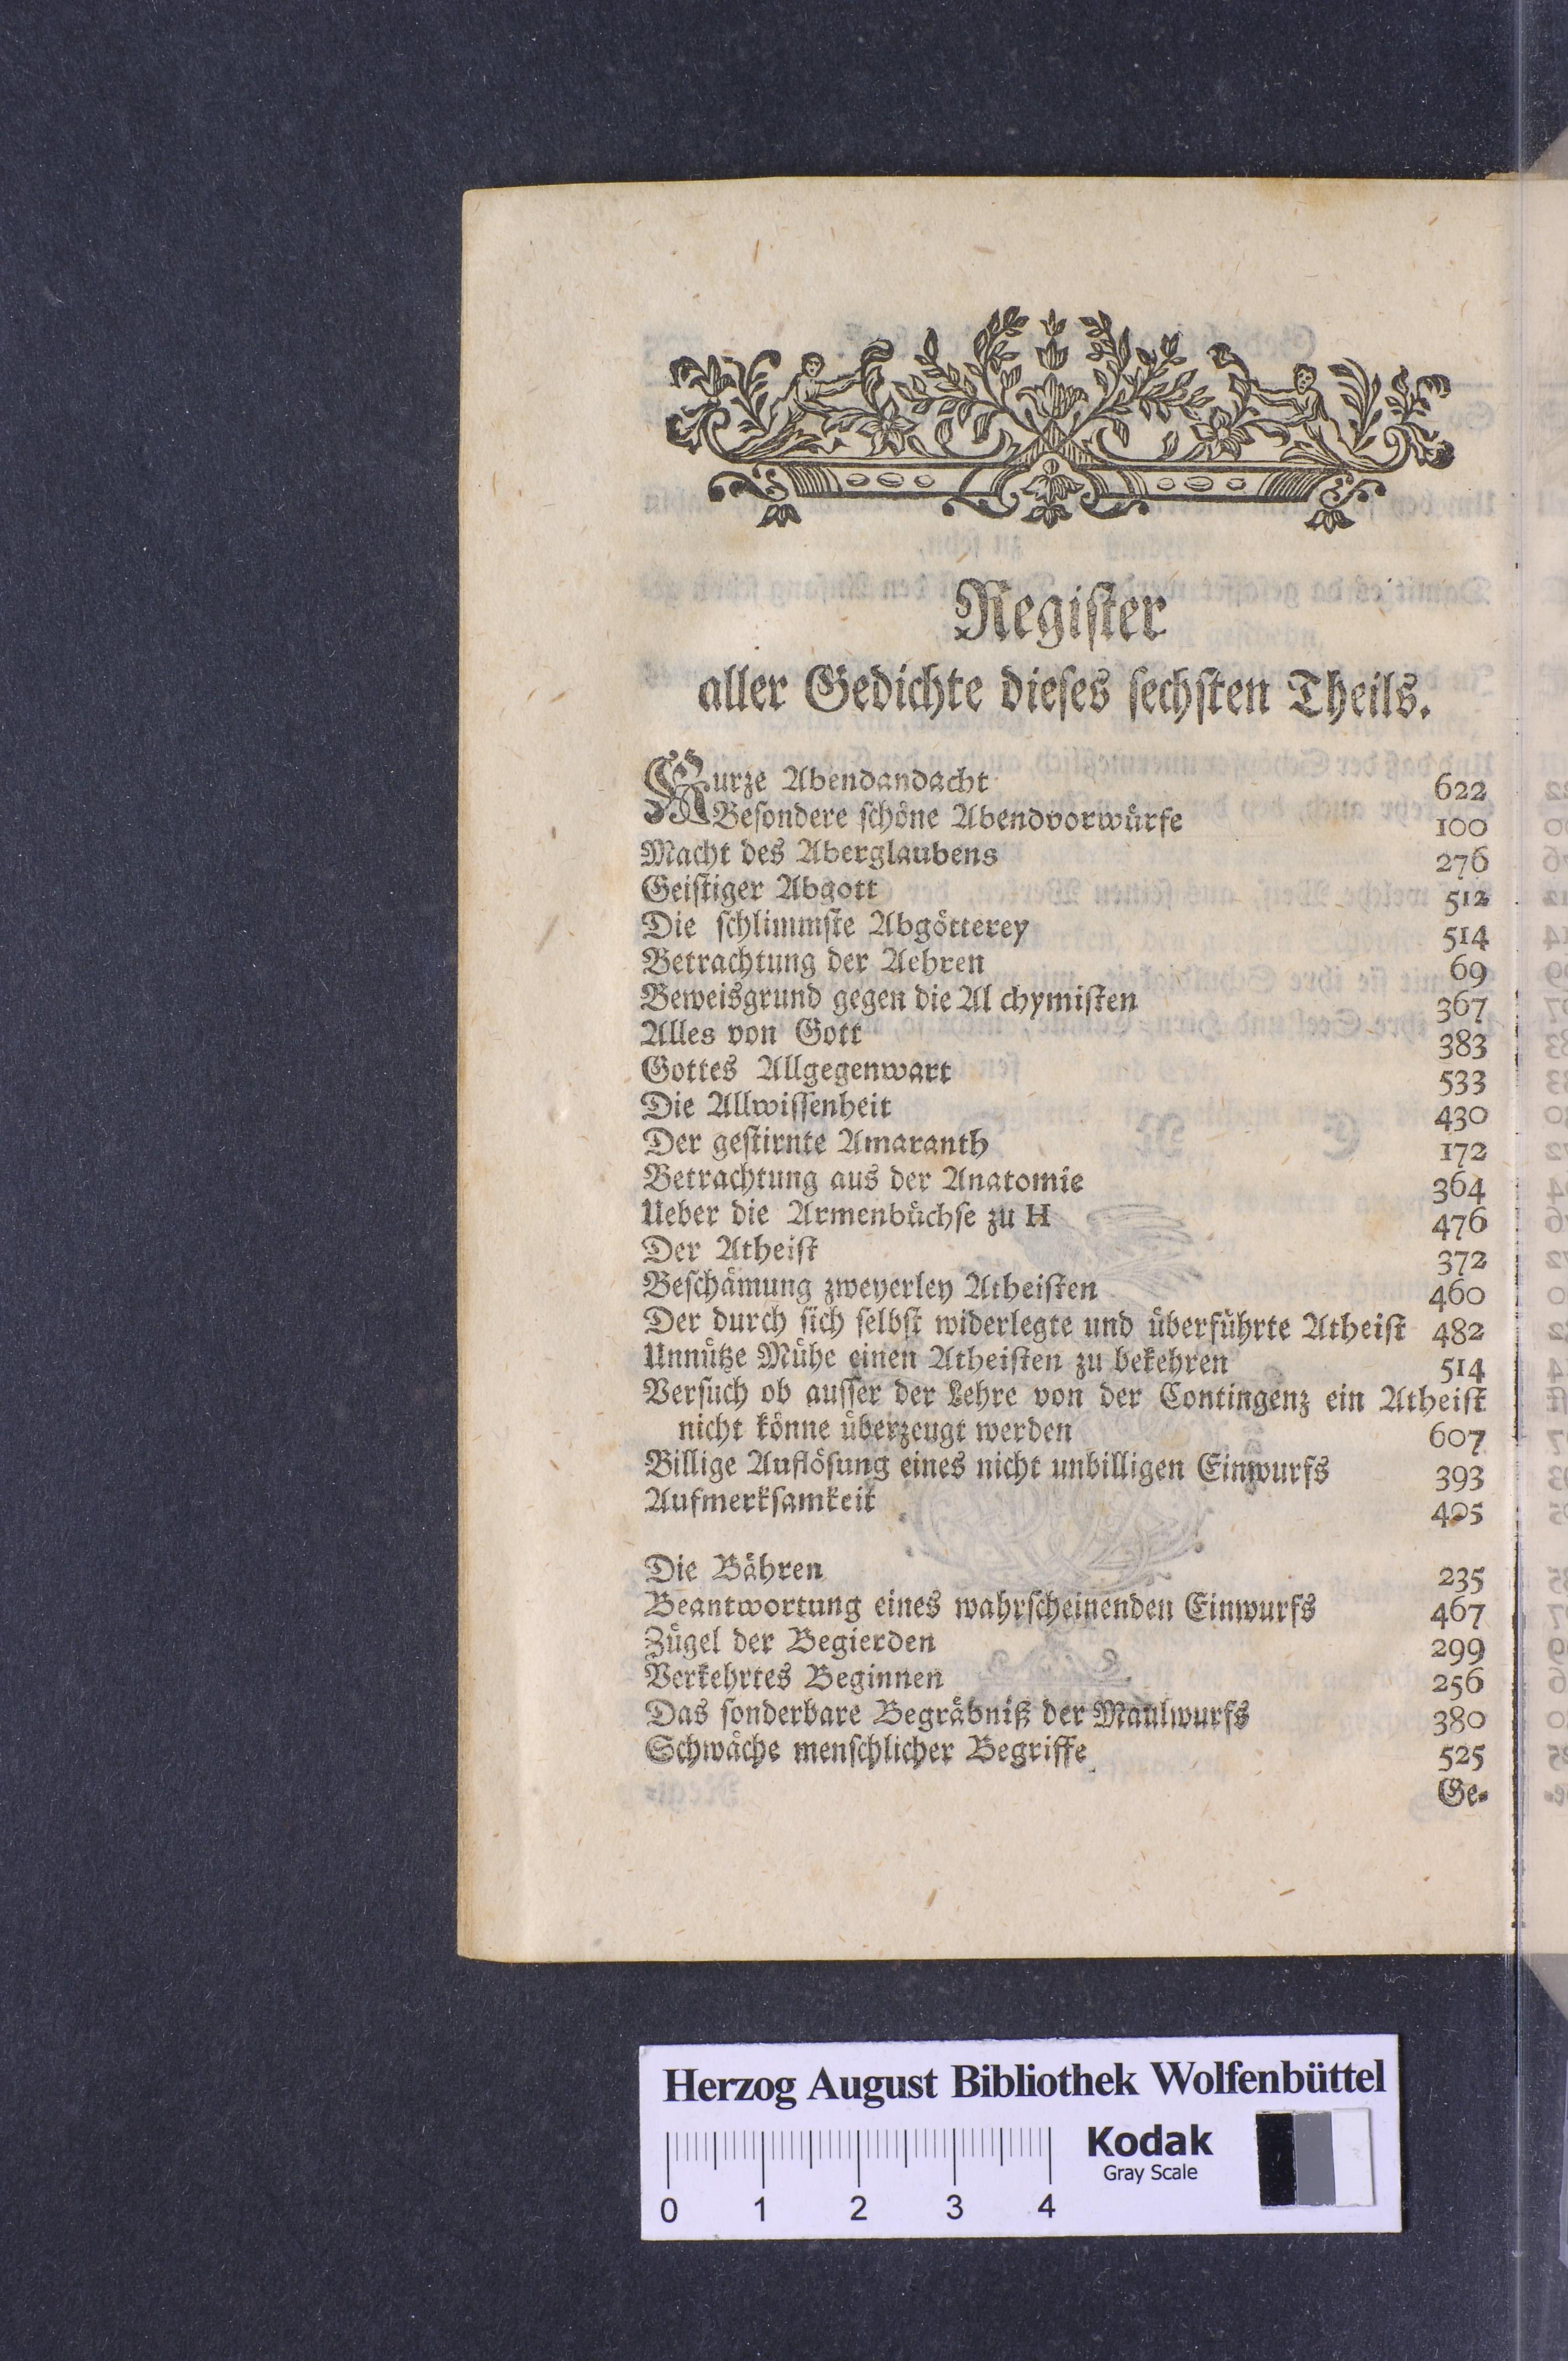 Register
aller Gedichte dieses sechsten Theils.
Kurze Abendandacht 622
Besondere schöne Abendvorwürfe 100
Macht des Aberglaubens 276
Geistiger Abgott 512
Die schlimmste Abgötterey 514
Betrachtung der Aehren 69
Beweisgrund gegen die Al chymisten 367
Alles von Gott 383
Gottes Allgegenwart 533
Die Allwissenheit 430
Der gestirnte Amaranth 172
Betrachtung aus der Anatomie 364
Ueber die Armenbüchse zu H 476
Der Atheist 372
Beschämung zweyerley Atheisten 460
Der durch sich selbst widerlegte und überführte Atheist 482
Unnütze Mühe einen Atheisten zu bekehren 514
Versuch ob ausser der Lehre von der Contingenz ein Atheist
nicht könne überzeugt werden 607
Billige Auflösung eines nicht unbilligen Einwurfs 393
Aufmerksamkeit 405
Die Bähren 235
Beantwortung eines wahrscheinenden Einwurfs 467
Zügel der Begierden 299
Verkehrtes Beginnen 256
Das sonderbare Begräbniß der Maulwurfs 380
Schwäche menschlicher Begriffe 525
Ge-
Herzog August Bibliothek Wolfenbüttel
Kodak
Gray Scale
0 1 2 3 4